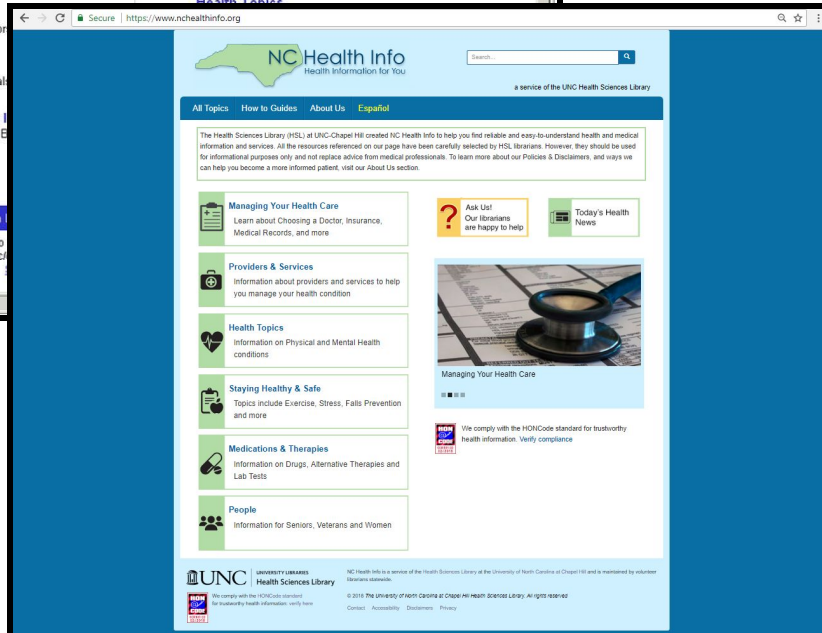 Health Topics
Secure | https://www.nchealthinfo.org
NC Health Info
Health Information for You
Search...
a service of the UNC Health Sciences Library
All Topics How to Guides About Us Español
The Health Sciences Library (HSL) at UNC-Chapel Hill created NC Health Info to help you find reliable and easy-to-understand health and medical
information and services. All the resources referenced on our page have been carefully selected by HSL librarians. However, they should be used
for informational purposes only and not replace advice from medical professionals. To learn more about our Policies & Disclaimers, and ways we
can help you become a more informed patient, visit our About Us section.
Managing Your Health Care
Learn about Choosing a Doctor, Insurance,
Medical Records, and more
Providers & Services
Information about providers and services to help
you manage your health condition
Health Topics
Information on Physical and Mental Health
conditions
Staying Healthy & Safe
Topics include Exercise, Stress, Falls Prevention
and more
Medications & Therapies
Information on Drugs, Alternative Therapies and
Lab Tests
People
Information for Seniors, Veterans and Women
? Ask Us!
Our librarians
are happy to help
Today's Health
News
Managing Your Health Care
HON
CODE
We comply with the HONCode standard for trustworthy
health information. Verify compliance
UNC
UNIVERSITY LIBRARIES
Health Sciences Library
HON
CODE
We comply with the HONCode standard
for trustworthy health information: verify here
NC Health Info is a service of the Health Sciences Library at the University of North Carolina at Chapel Hill and is maintained by volunteer
librarians statewide.
© 2016 The University of North Carolina at Chapel Hill Health Sciences Library. All rights reserved
Contact Accessibility Disclaimers Privacy